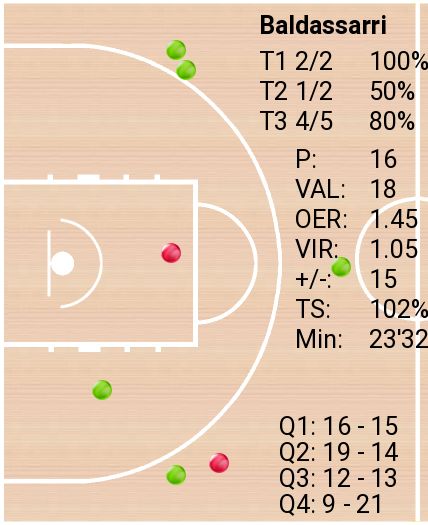 Baldassarri
T1 2/2 100%
T2 1/2 50%
T3 4/5 80%
P: 16
VAL: 18
OER: 1.45
VIR: 1.05
+/-: 15
TS: 102%
Min: 23'32
Q1: 16 - 15
Q2: 19 - 14
Q3: 12 - 13
Q4: 9 - 21